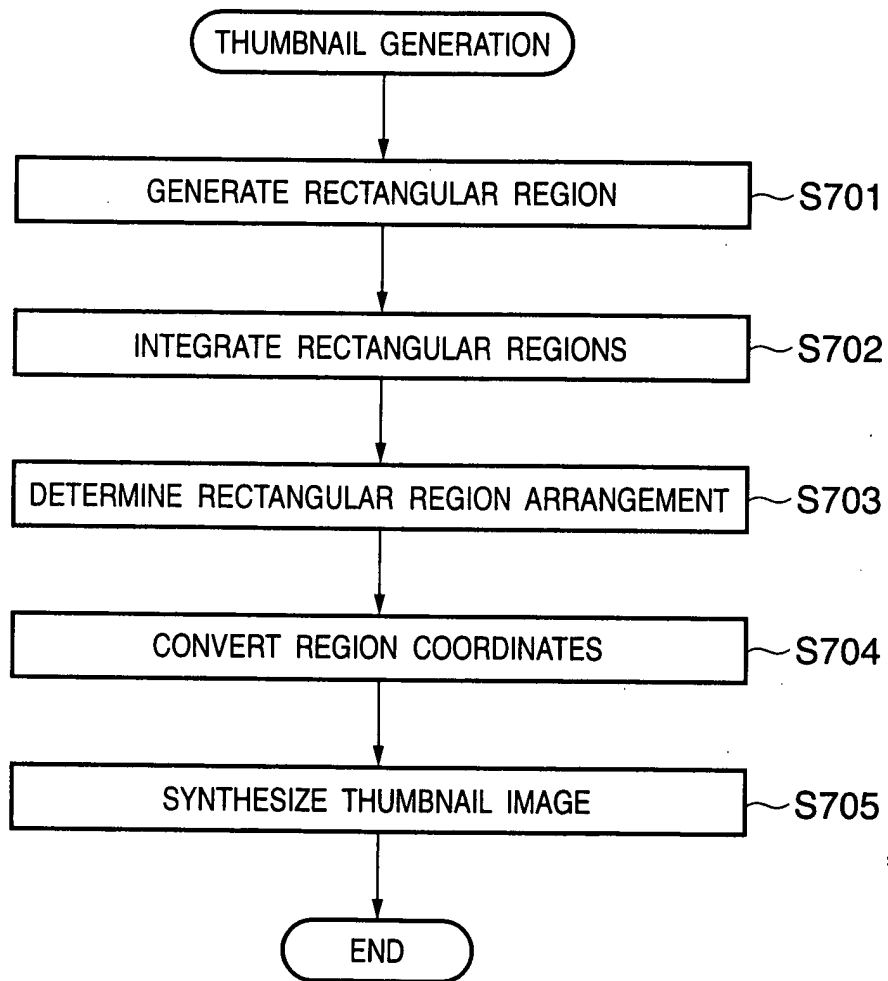 THUMBNAIL GENERATION
GENERATE RECTANGULAR REGION
S701
INTEGRATE RECTANGULAR REGIONS
S702
DETERMINE RECTANGULAR REGION ARRANGEMENT
S703
CONVERT REGION COORDINATES
S704
SYNTHESIZE THUMBNAIL IMAGE
S705
END